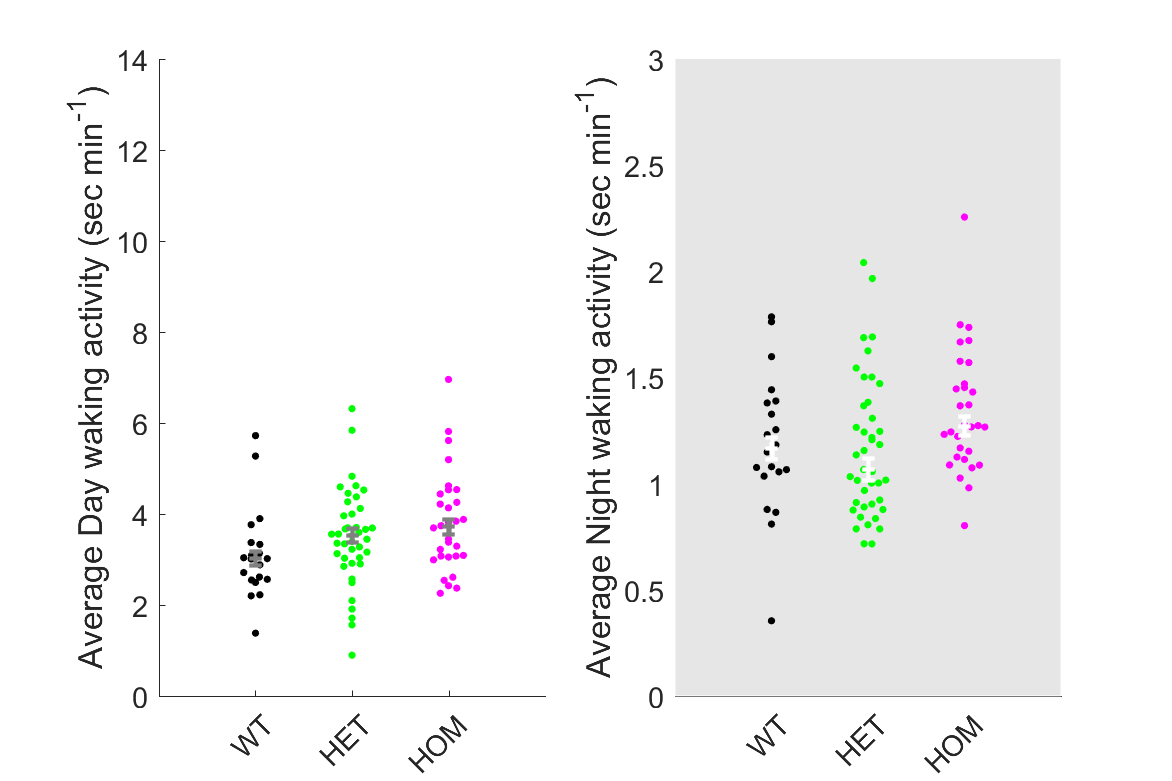 Average Day waking activity (sec min⁻¹)
14
12
10
8
6
4
2
0
WT
HET
HOM
Average Night waking activity (sec min⁻¹)
3
2.5
2
1.5
1
0.5
0
WT
HET
HOM